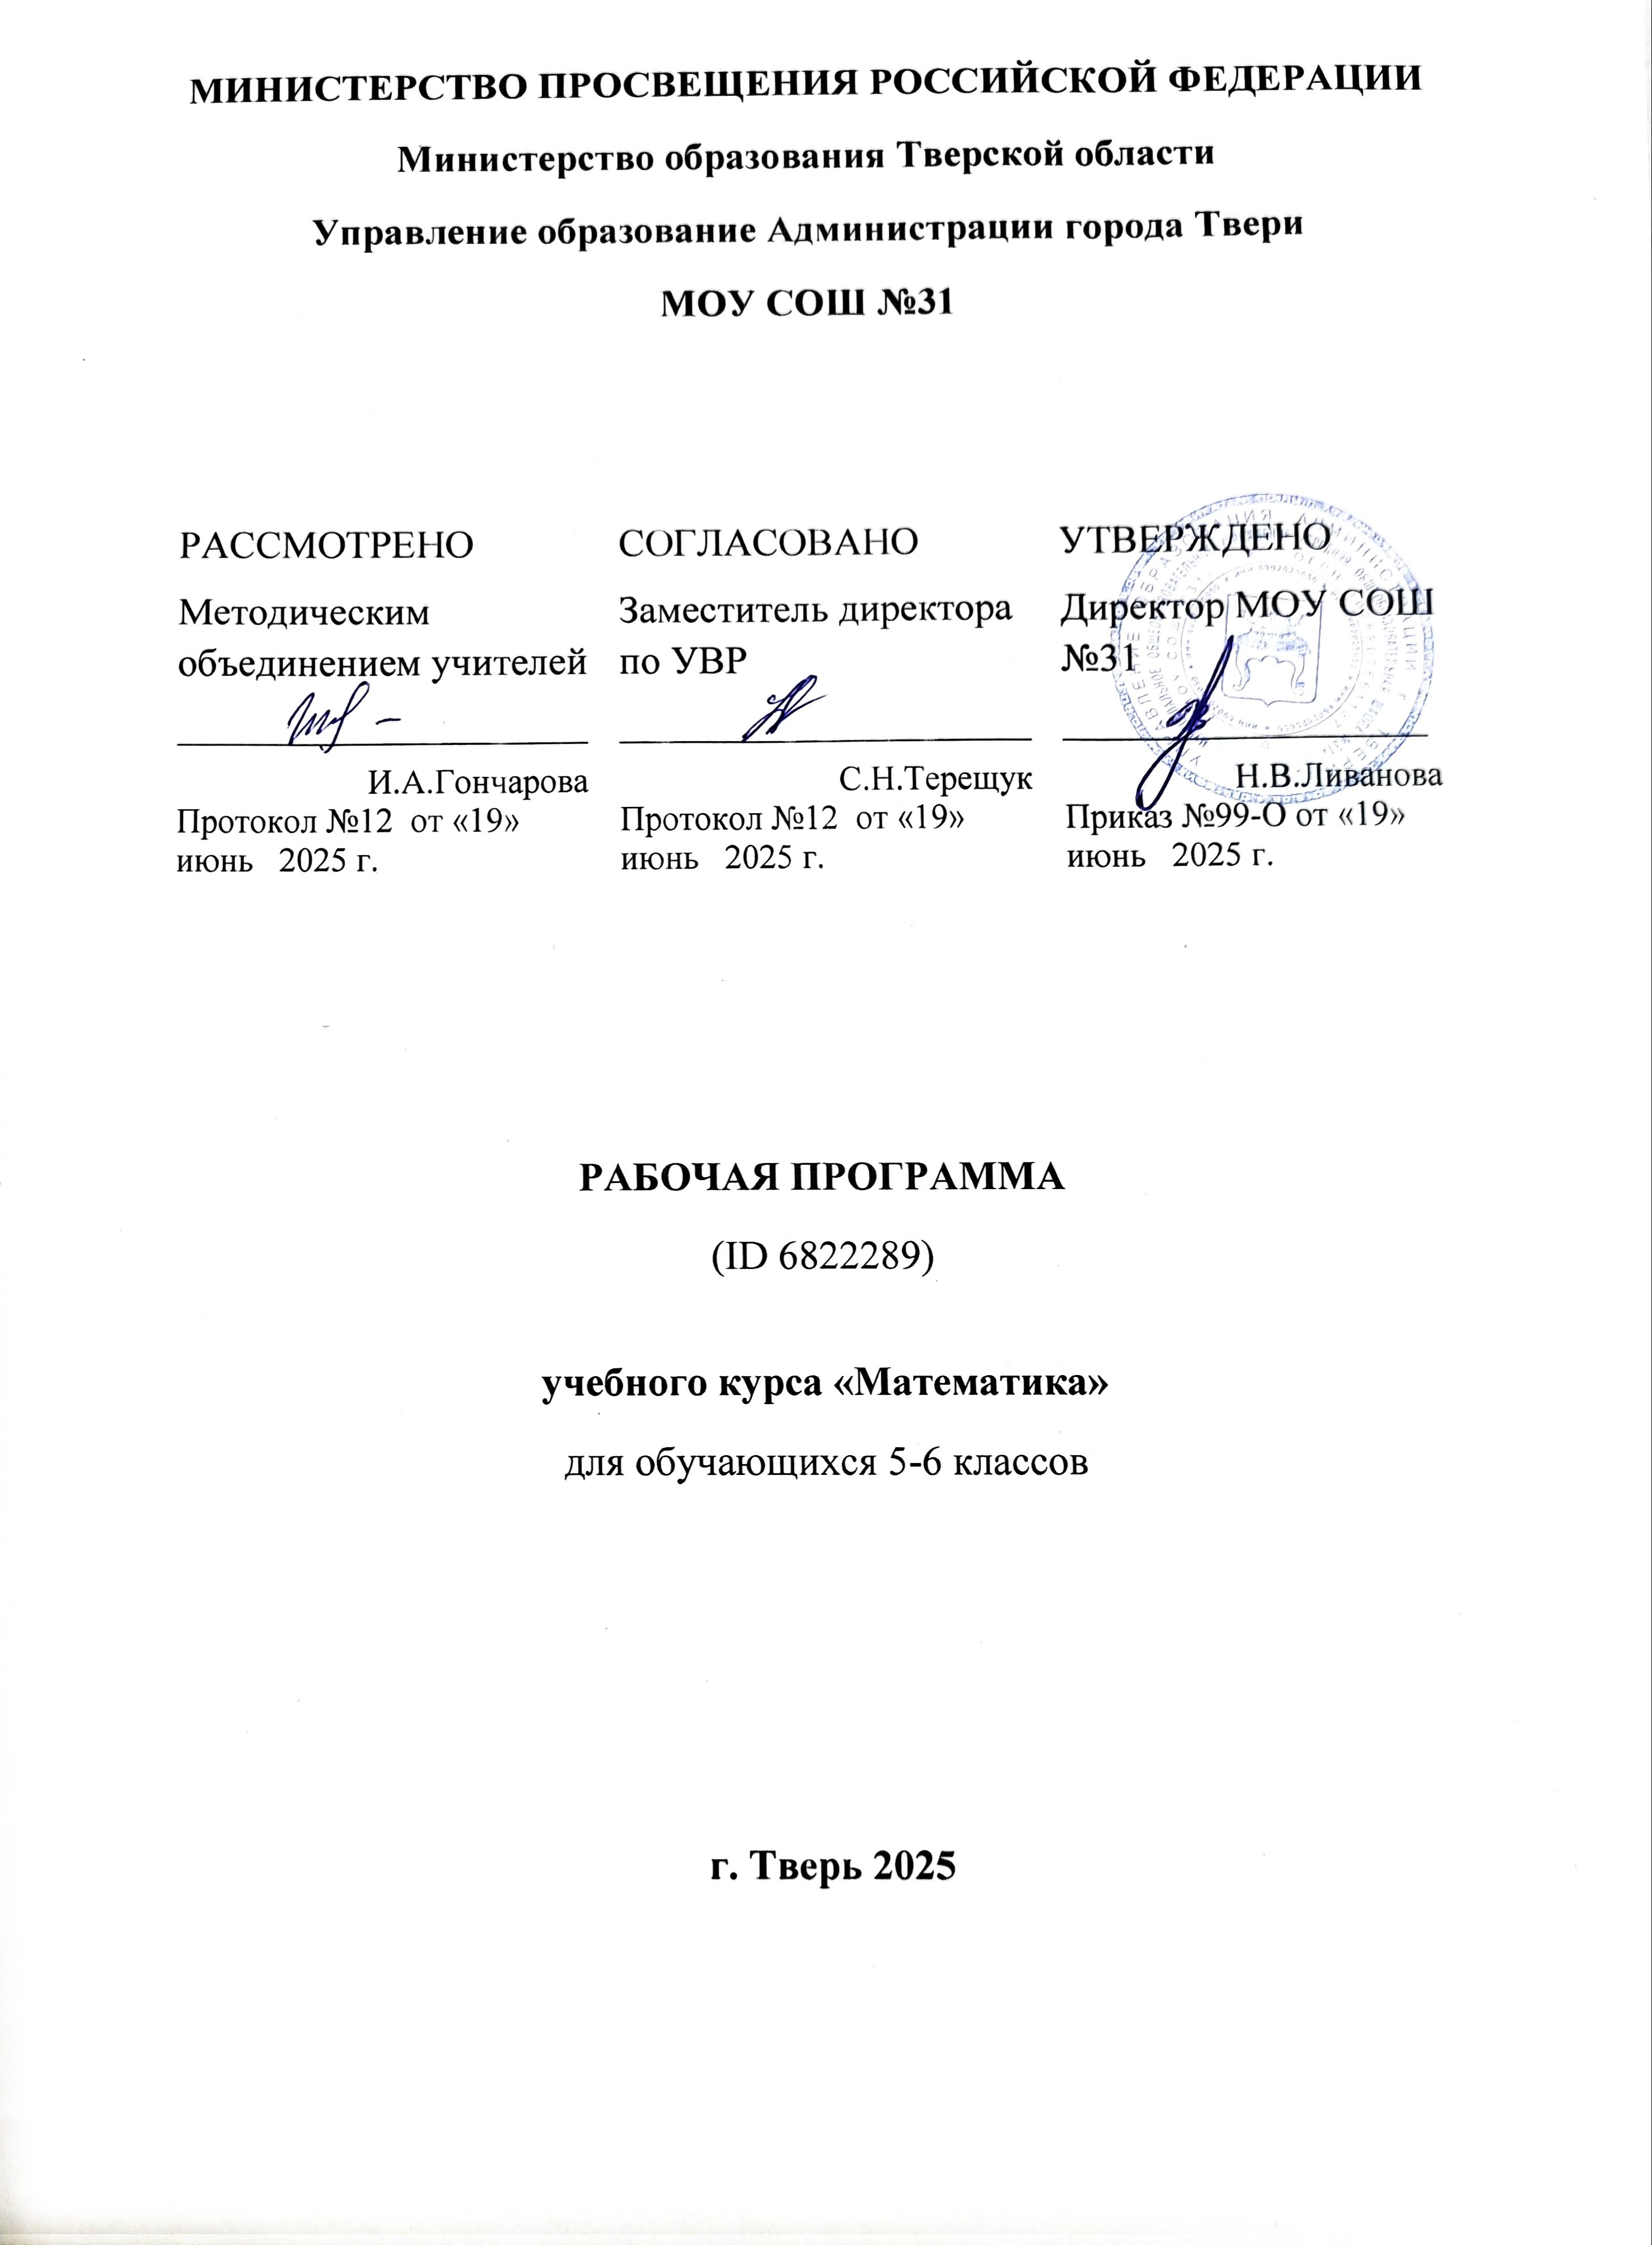 МИНИСТЕРСТВО ПРОСВЕЩЕНИЯ РОССИЙСКОЙ ФЕДЕРАЦИИ
Министерство образования Тверской области
Управление образование Администрации города Твери
МОУ СОШ №31
РАССМОТРЕНО
Методическим
объединением учителей
И.А.Гончарова
Протокол №12 от «19»
июнь 2025 г.
СОГЛАСОВАНО
Заместитель директора
по УВР
С.Н.Терещук
Протокол №12 от «19»
июнь 2025 г.
УТВЕРЖДЕНО
Директор МОУ СОШ
№31
Н.В.Ливанова
Приказ №99-О от «19»
июнь 2025 г.
РАБОЧАЯ ПРОГРАММА
(ID 6822289)
учебного курса «Математика»
для обучающихся 5-6 классов
г. Тверь 2025